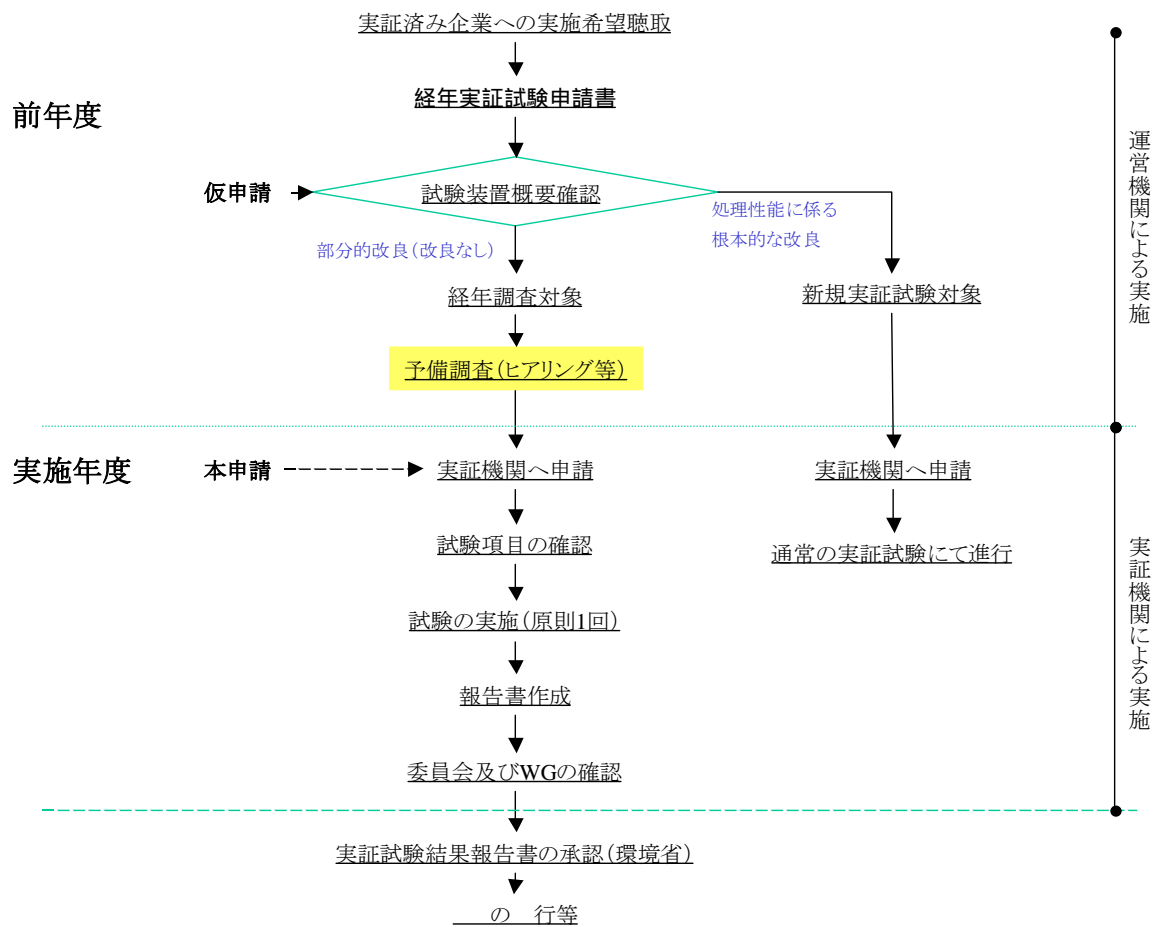 実証済み企業への実施希望聴取
経年実証試験申請書
前年度
仮申請
試験装置概要確認
処理性能に係る
根本的な改良
部分的改良(改良なし)
経年調査対象
新規実証試験対象
予備調査(ヒアリング等)
運営機関による実施
実施年度
本申請
実証機関へ申請
実証機関へ申請
試験項目の確認
通常の実証試験にて進行
試験の実施(原則1回)
報告書作成
委員会及びWGの確認
実証機関による実施
実証試験結果報告書の承認(環境省)
の 行等